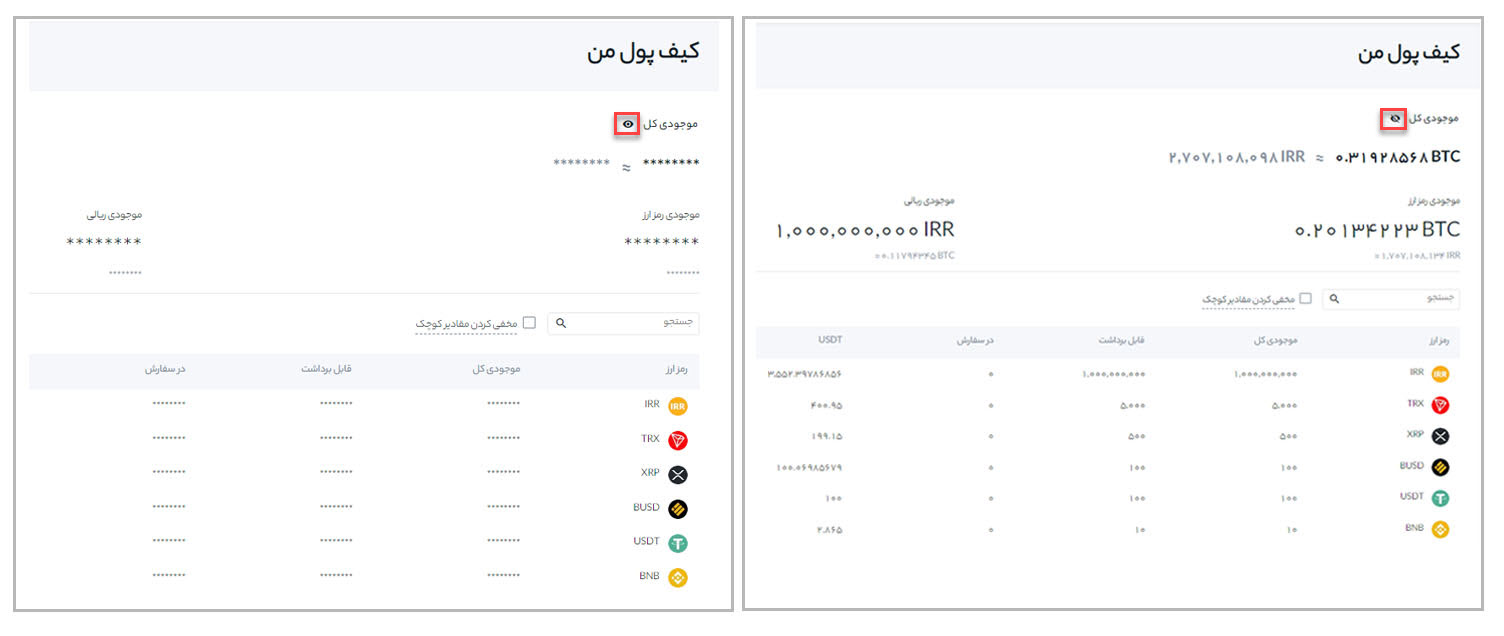 کیف پول من
موجودی کل
۰.۳۱۹۲۸۵۶۸ BTC ≈ ۲,۷۰۷,۱۰۸,۰۹۸ IRR
موجودی رمز ارز موجودی ریالی
۰.۲۰۱۳۴۲۲۳ BTC ۱,۰۰۰,۰۰۰,۰۰۰ IRR
≈ ۱,۷۰۷,۱۰۸,۱۳۴ IRR ≈ ۰.۱۱۷۹۴۳۴۵ BTC
جستجو مخفی کردن مقادیر کوچک
رمز ارز موجودی کل قابل برداشت در سفارش USDT
IRR ۱,۰۰۰,۰۰۰,۰۰۰ ۱,۰۰۰,۰۰۰,۰۰۰ ۰ ۳,۵۵۲.۳۹۷۸۶۸۵۶
TRX ۵,۰۰۰ ۵,۰۰۰ ۰ ۴۰۰.۹۵
XRP ۵۰۰ ۵۰۰ ۰ ۱۹۹.۱۵
BUSD ۱۰۰ ۱۰۰ ۰ ۱۰۰.۰۶۹۸۵۶۷۹
USDT ۱۰۰ ۱۰۰ ۰ ۱۰۰
BNB ۱۰ ۱۰ ۰ ۲.۸۶۵
کیف پول من
موجودی کل
******** ≈ ********
موجودی رمز ارز موجودی ریالی
******** ********
******** ********
جستجو مخفی کردن مقادیر کوچک
رمز ارز موجودی کل قابل برداشت در سفارش
IRR ******** ******** ********
TRX ******** ******** ********
XRP ******** ******** ********
BUSD ******** ******** ********
USDT ******** ******** ********
BNB ******** ******** ********